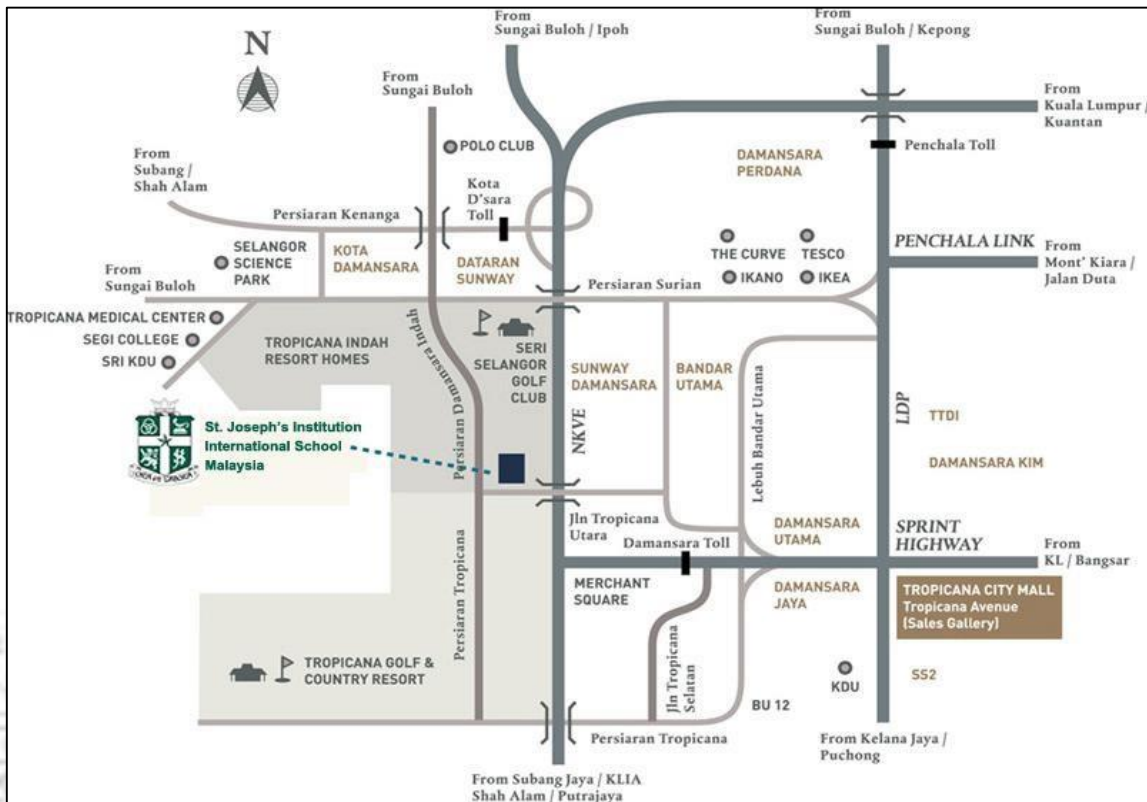 From
Sungai Buloh / Ipoh
From
Sungai Buloh / Kepong
N
From
Sungai Buloh
From
Kuala Lumpur /
Kuantan
POLO CLUB
DAMANSARA
PERDANA
Penchala Toll
From
Subang /
Shah Alam
Kota
D'sara
Toll
Persiaran Kenanga
SELANGOR
SCIENCE
PARK
KOTA
DAMANSARA
DATARAN
SUNWAY
THE CURVE
TESCO
IKANO
IKEA
PENCHALA LINK
From
Mont' Kiara /
Jalan Duta
From
Sungai Buloh
Persiaran Surian
TROPICANA MEDICAL CENTER
SEGI COLLEGE
SRI KDU
TROPICANA INDAH
RESORT HOMES
Persiaran Damansara Indah
SERI
SELANGOR
GOLF
CLUB
SUNWAY
DAMANSARA
BANDAR
UTAMA
NKVE
Lebuh Bandar Utama
LDP
TTDI
DAMANSARA KIM
St. Joseph's Institution
International School
Malaysia
Jln Tropicana
Utara
Damansara Toll
DAMANSARA
UTAMA
SPRINT
HIGHWAY
From
KL / Bangsar
Persiaran Tropicana
MERCHANT
SQUARE
DAMANSARA
JAYA
TROPICANA CITY MALL
Tropicana Avenue
(Sales Gallery)
TROPICANA GOLF &
COUNTRY RESORT
Jln Tropicana
Selatan
KDU
SS2
BU 12
Persiaran Tropicana
From Kelana Jaya /
Puchong
From Subang Jaya / KLIA
Shah Alam / Putrajaya